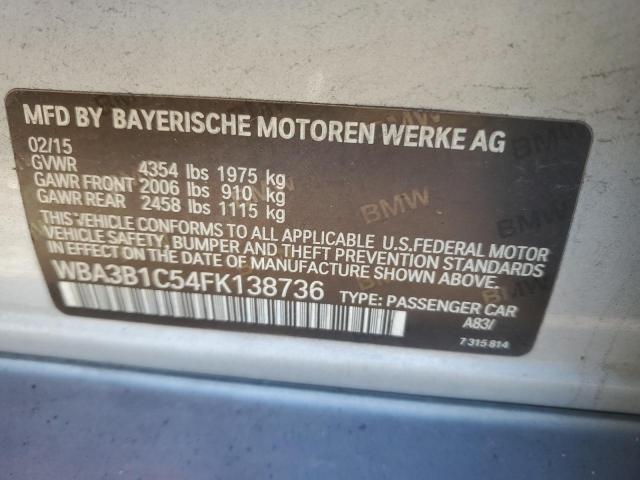 MFD BY BAYERISCHE MOTOREN WERKE AG
02/15
GVWR 4354 lbs 1975 kg
GAWR FRONT 2006 lbs 910 kg
GAWR REAR 2458 lbs 1115 kg
THIS VEHICLE CONFORMS TO ALL APPLICABLE U.S.FEDERAL MOTOR
VEHICLE SAFETY, BUMPER AND THEFT PREVENTION STANDARDS
IN EFFECT ON THE DATE OF MANUFACTURE SHOWN ABOVE.
WBA3B1C54FK138736 TYPE: PASSENGER CAR
A83/
7 315 814
BMW